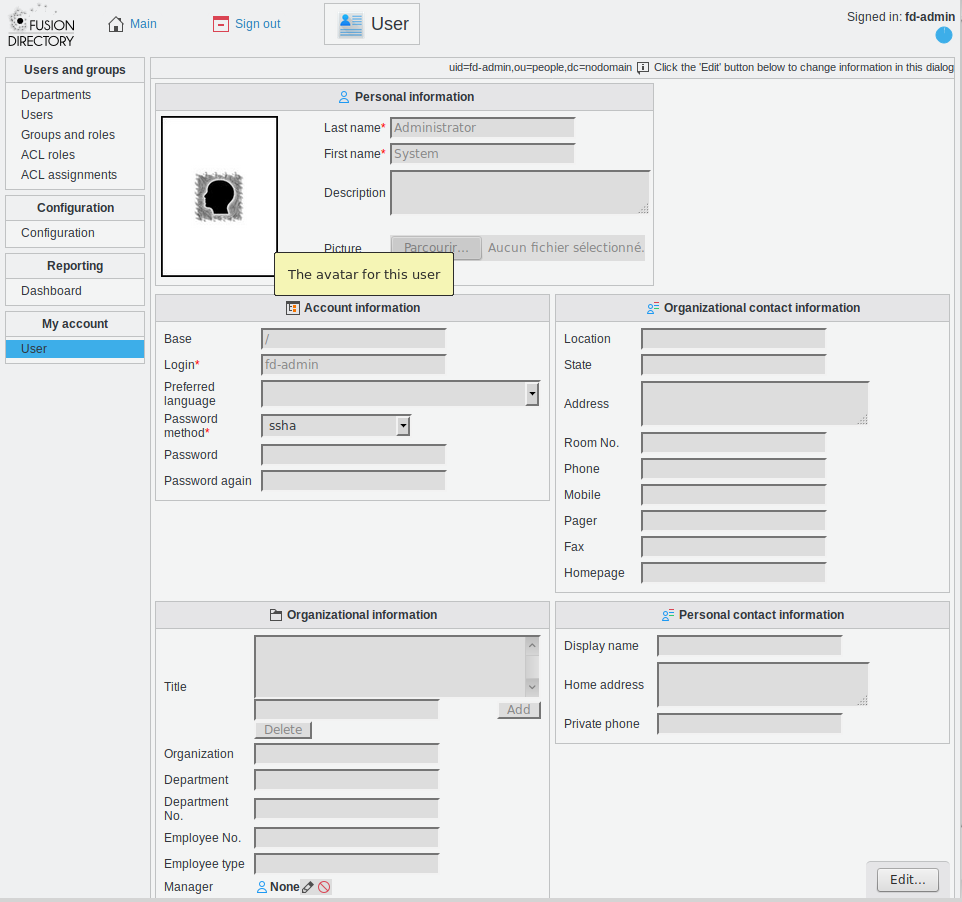 FUSION
DIRECTORY
Main
Sign out
User
Signed in: fd-admin
Users and groups
Departments
Users
Groups and roles
ACL roles
ACL assignments
Configuration
Configuration
Reporting
Dashboard
My account
User
uid=fd-admin,ou=people,dc=nodomain Click the 'Edit' button below to change information in this dialog
Personal information
Last name* Administrator
First name* System
Description
Picture Parcourir... Aucun fichier sélectionné.
The avatar for this user
Account information
Base /
Login* fd-admin
Preferred
language
Password
method* ssha
Password
Password again
Organizational contact information
Location
State
Address
Room No.
Phone
Mobile
Pager
Fax
Homepage
Organizational information
Title
Add
Delete
Organization
Department
Department
No.
Employee No.
Employee type
Manager None
Personal contact information
Display name
Home address
Private phone
Edit...